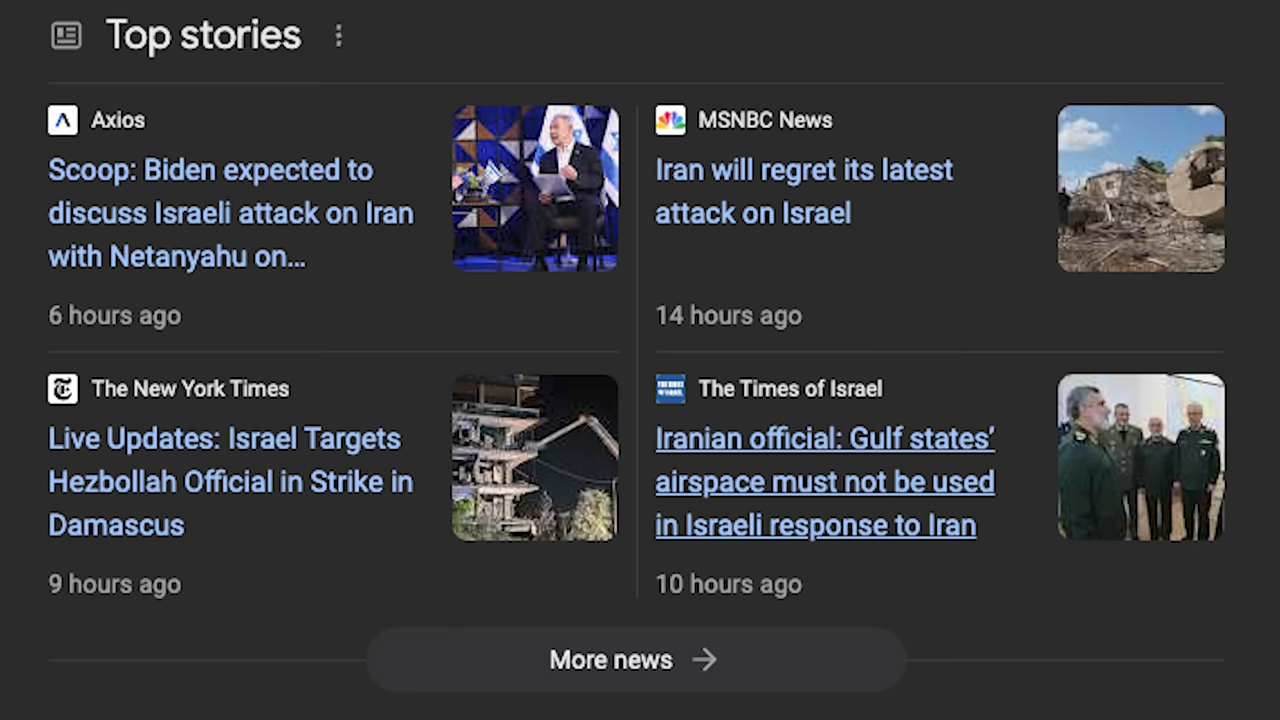 Top stories
Axios
Scoop: Biden expected to
discuss Israeli attack on Iran
with Netanyahu on...
6 hours ago
MSNBC News
Iran will regret its latest
attack on Israel
14 hours ago
The New York Times
Live Updates: Israel Targets
Hezbollah Official in Strike in
Damascus
9 hours ago
The Times of Israel
Iranian official: Gulf states’
airspace must not be used
in Israeli response to Iran
10 hours ago
More news